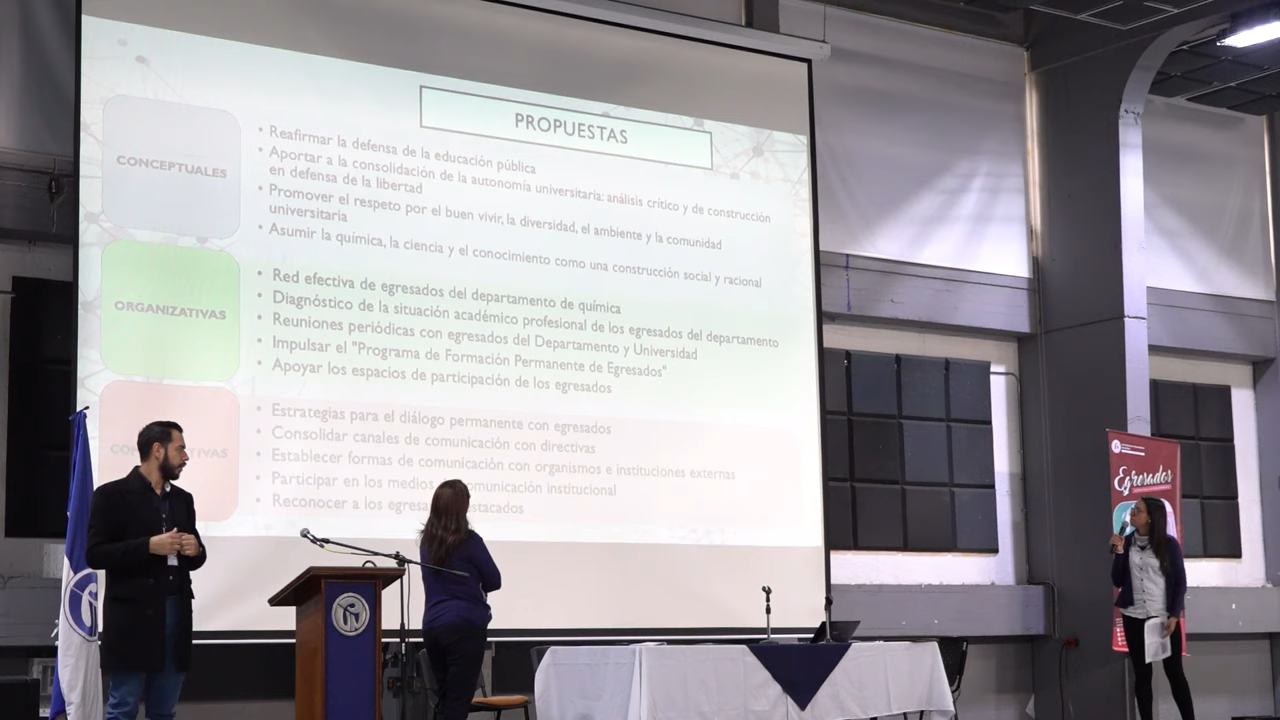 PROPUESTAS
CONCEPTUALES
• Reafirmar la defensa de la educación pública
• Aportar a la consolidación de la autonomía universitaria: análisis crítico y de construcción
en defensa de la libertad
• Promover el respeto por el buen vivir, la diversidad, el ambiente y la comunidad
universitaria
• Asumir la química, la ciencia y el conocimiento como una construcción social y racional
ORGANIZATIVAS
• Red efectiva de egresados del departamento de química
• Diagnóstico de la situación académico profesional de los egresados del departamento
• Reuniones periódicas con egresados del Departamento y Universidad
• Impulsar el "Programa de Formación Permanente de Egresados"
• Apoyar los espacios de participación de los egresados
• Estrategias para el diálogo permanente con egresados
• Consolidar canales de comunicación con directivas
• Establecer formas de comunicación con organismos e instituciones externas
• Participar en los medios comunicación institucional
• Reconocer a los
Egresados